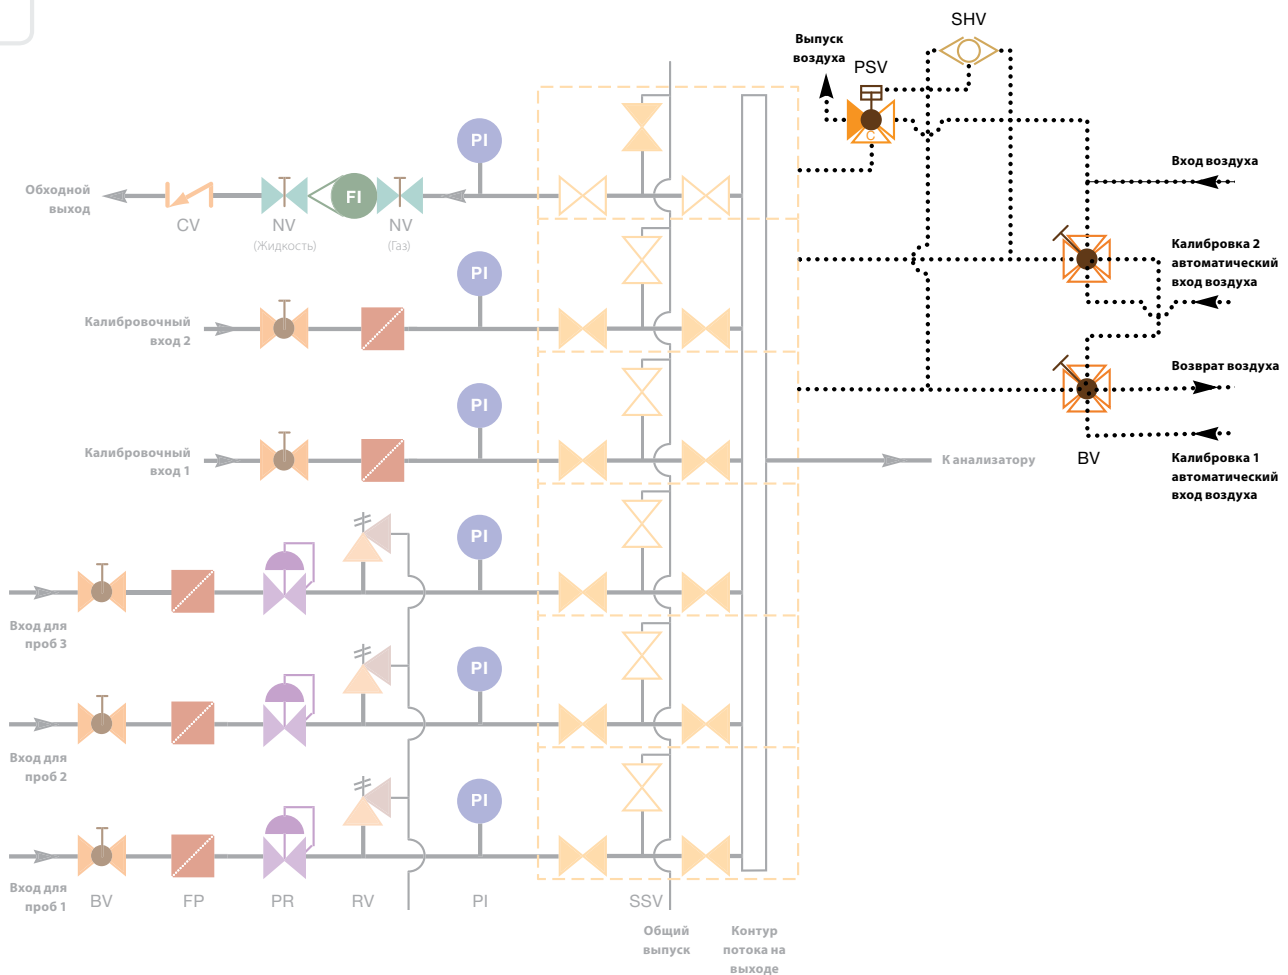 SHV
Выпуск
воздуха
PSV
C
PI
Вход воздуха
Обходной
выход
FI
CV
NV
(Жидкость)
NV
(Газ)
Калибровка 2
автоматический
вход воздуха
PI
Калибровочный
вход 2
Возврат воздуха
PI
Калибровочный
вход 1
К анализатору
BV
Калибровка 1
автоматический
вход воздуха
PI
Вход для
проб 3
PI
Вход для
проб 2
PI
Вход для
проб 1
BV
FP
PR
RV
PI
SSV
Общий
выпуск
Контур
потока на
выходе